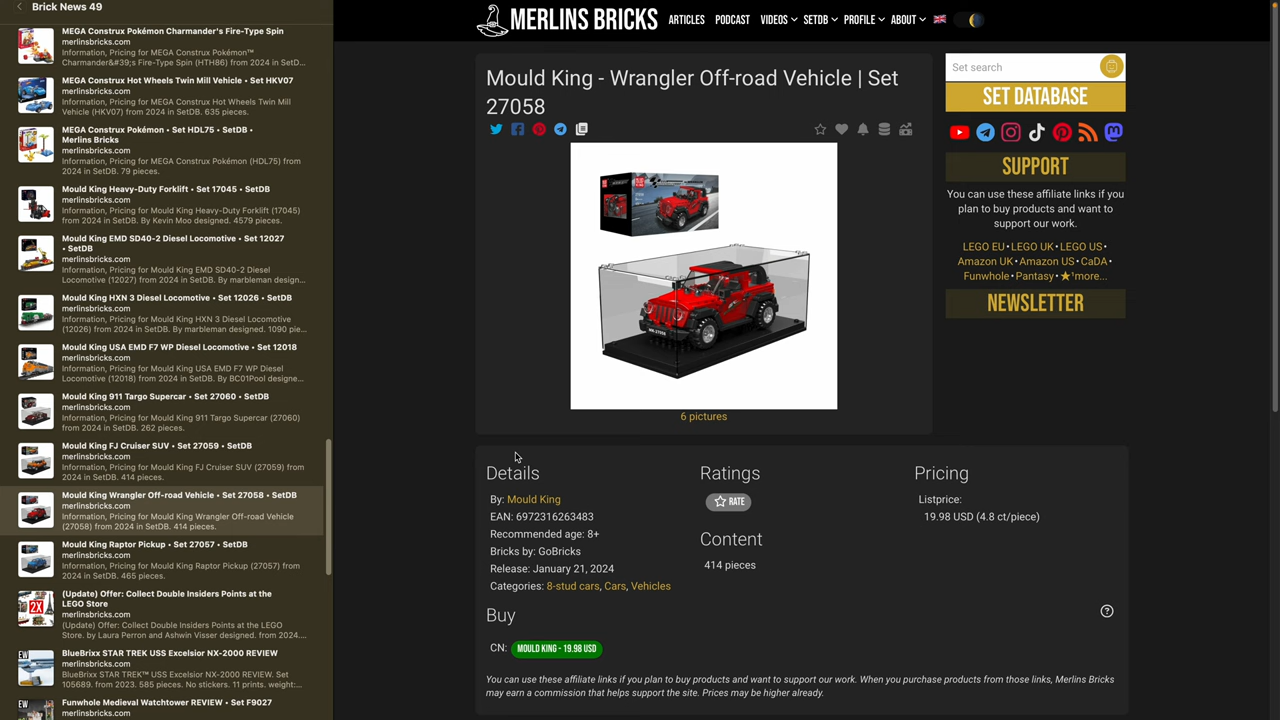 Brick News 49
MEGA Construx Pokémon Charmander's Fire-Type Spin
merlinsbricks.com
Information, Pricing for MEGA Construx Pokémon™
Charmander&#39;s Fire-Type Spin (HTH86) from 2024 in SetD...
MEGA Construx Hot Wheels Twin Mill Vehicle • Set HKV07
merlinsbricks.com
Information, Pricing for MEGA Construx Hot Wheels Twin Mill
Vehicle (HKV07) from 2024 in SetDB. 635 pieces.
MEGA Construx Pokémon • Set HDL75 • SetDB •
Merlins Bricks
merlinsbricks.com
Information, Pricing for MEGA Construx Pokémon (HDL75) from
2024 in SetDB. 79 pieces.
Mould King Heavy-Duty Forklift • Set 17045 • SetDB
merlinsbricks.com
Information, Pricing for Mould King Heavy-Duty Forklift (17045)
from 2024 in SetDB. By Kevin Moo designed. 4579 pieces.
Mould King EMD SD40-2 Diesel Locomotive • Set 12027
• SetDB
merlinsbricks.com
Information, Pricing for Mould King EMD SD40-2 Diesel
Locomotive (12027) from 2024 in SetDB. By marbleman design...
Mould King HXN 3 Diesel Locomotive • Set 12026 • SetDB
merlinsbricks.com
Information, Pricing for Mould King HXN 3 Diesel Locomotive
(12026) from 2024 in SetDB. By marbleman designed. 1090 pie...
Mould King USA EMD F7 WP Diesel Locomotive • Set 12018
merlinsbricks.com
Information, Pricing for Mould King USA EMD F7 WP Diesel
Locomotive (12018) from 2024 in SetDB. By BC01Pool designe...
Mould King 911 Targo Supercar • Set 27060 • SetDB
merlinsbricks.com
Information, Pricing for Mould King 911 Targo Supercar (27060)
from 2024 in SetDB. 262 pieces.
Mould King FJ Cruiser SUV • Set 27059 • SetDB
merlinsbricks.com
Information, Pricing for Mould King FJ Cruiser SUV (27059) from
2024 in SetDB. 414 pieces.
Mould King Wrangler Off-road Vehicle • Set 27058 • SetDB
merlinsbricks.com
Information, Pricing for Mould King Wrangler Off-road Vehicle
(27058) from 2024 in SetDB. 414 pieces.
Mould King Raptor Pickup • Set 27057 • SetDB
merlinsbricks.com
Information, Pricing for Mould King Raptor Pickup (27057) from
2024 in SetDB. 465 pieces.
(Update) Offer: Collect Double Insiders Points at the
LEGO Store
merlinsbricks.com
(Update) Offer: Collect Double Insiders Points at the LEGO
Store. by Laura Perron and Ashwin Visser designed. from 2024....
BlueBrixx STAR TREK USS Excelsior NX-2000 REVIEW
merlinsbricks.com
BlueBrixx STAR TREK™ USS Excelsior NX-2000 REVIEW. Set
105689. from 2023. 585 pieces. No stickers. 11 prints. weight:...
Funwhole Medieval Watchtower REVIEW • Set F9027
merlinsbricks.com
2X
MERLINS BRICKS
ARTICLES PODCAST VIDEOS SETDB PROFILE ABOUT
Mould King - Wrangler Off-road Vehicle | Set
27058
6 pictures
Details
By: Mould King
EAN: 6972316263483
Recommended age: 8+
Bricks by: GoBricks
Release: January 21, 2024
Categories: 8-stud cars, Cars, Vehicles
Ratings
RATE
Content
414 pieces
Pricing
Listprice:
19.98 USD (4.8 ct/piece)
Buy
CN: MOULD KING - 19.98 USD
You can use these affiliate links if you plan to buy products and want to support our work. When you purchase products from those links, Merlins Bricks
may earn a commission that helps support the site. Prices may be higher already.
Set search
SET DATABASE
SUPPORT
You can use these affiliate links if you
plan to buy products and want to
support our work.
LEGO EU • LEGO UK • LEGO US •
Amazon UK • Amazon US • CaDA •
Funwhole • Pantasy • ★¹more...
NEWSLETTER